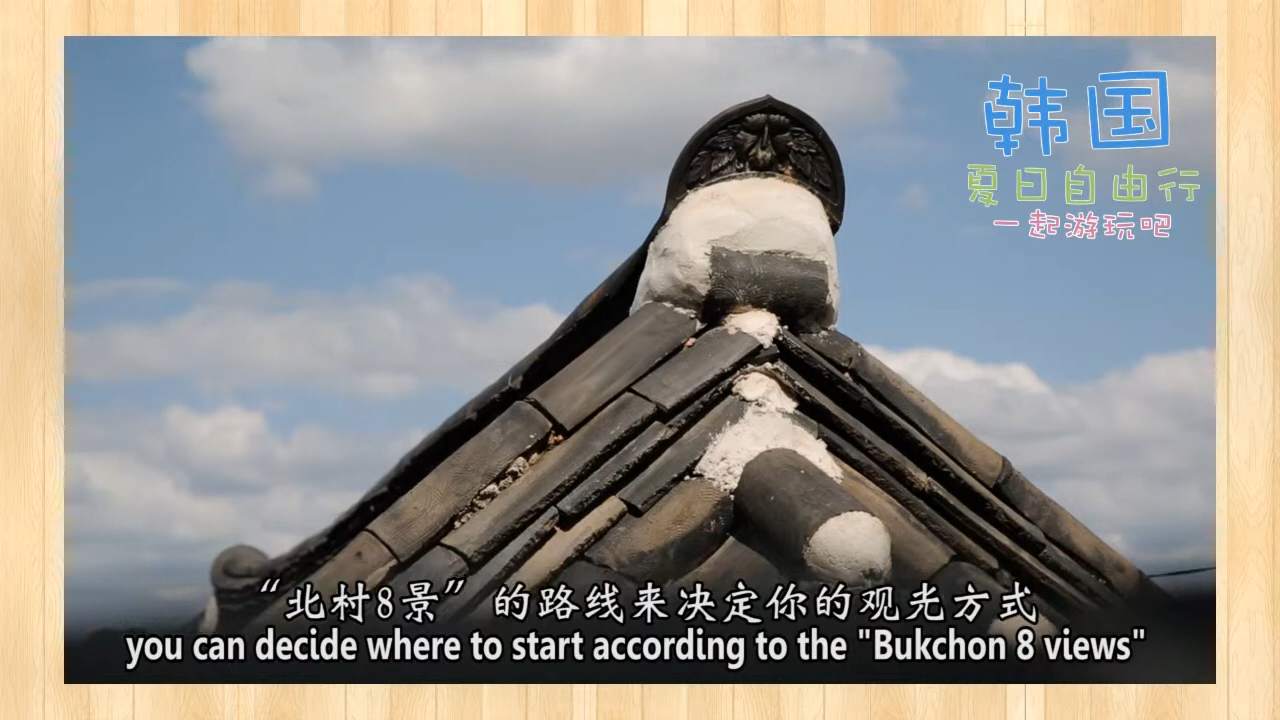 韩国
夏日自由行
一起游玩吧
“北村8景”的路线来决定你的观光方式
you can decide where to start according to the "Bukchon 8 views"